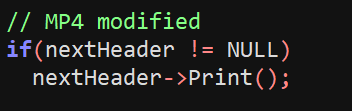 // MP4 modified
if(nextHeader != NULL)
  nextHeader->Print();